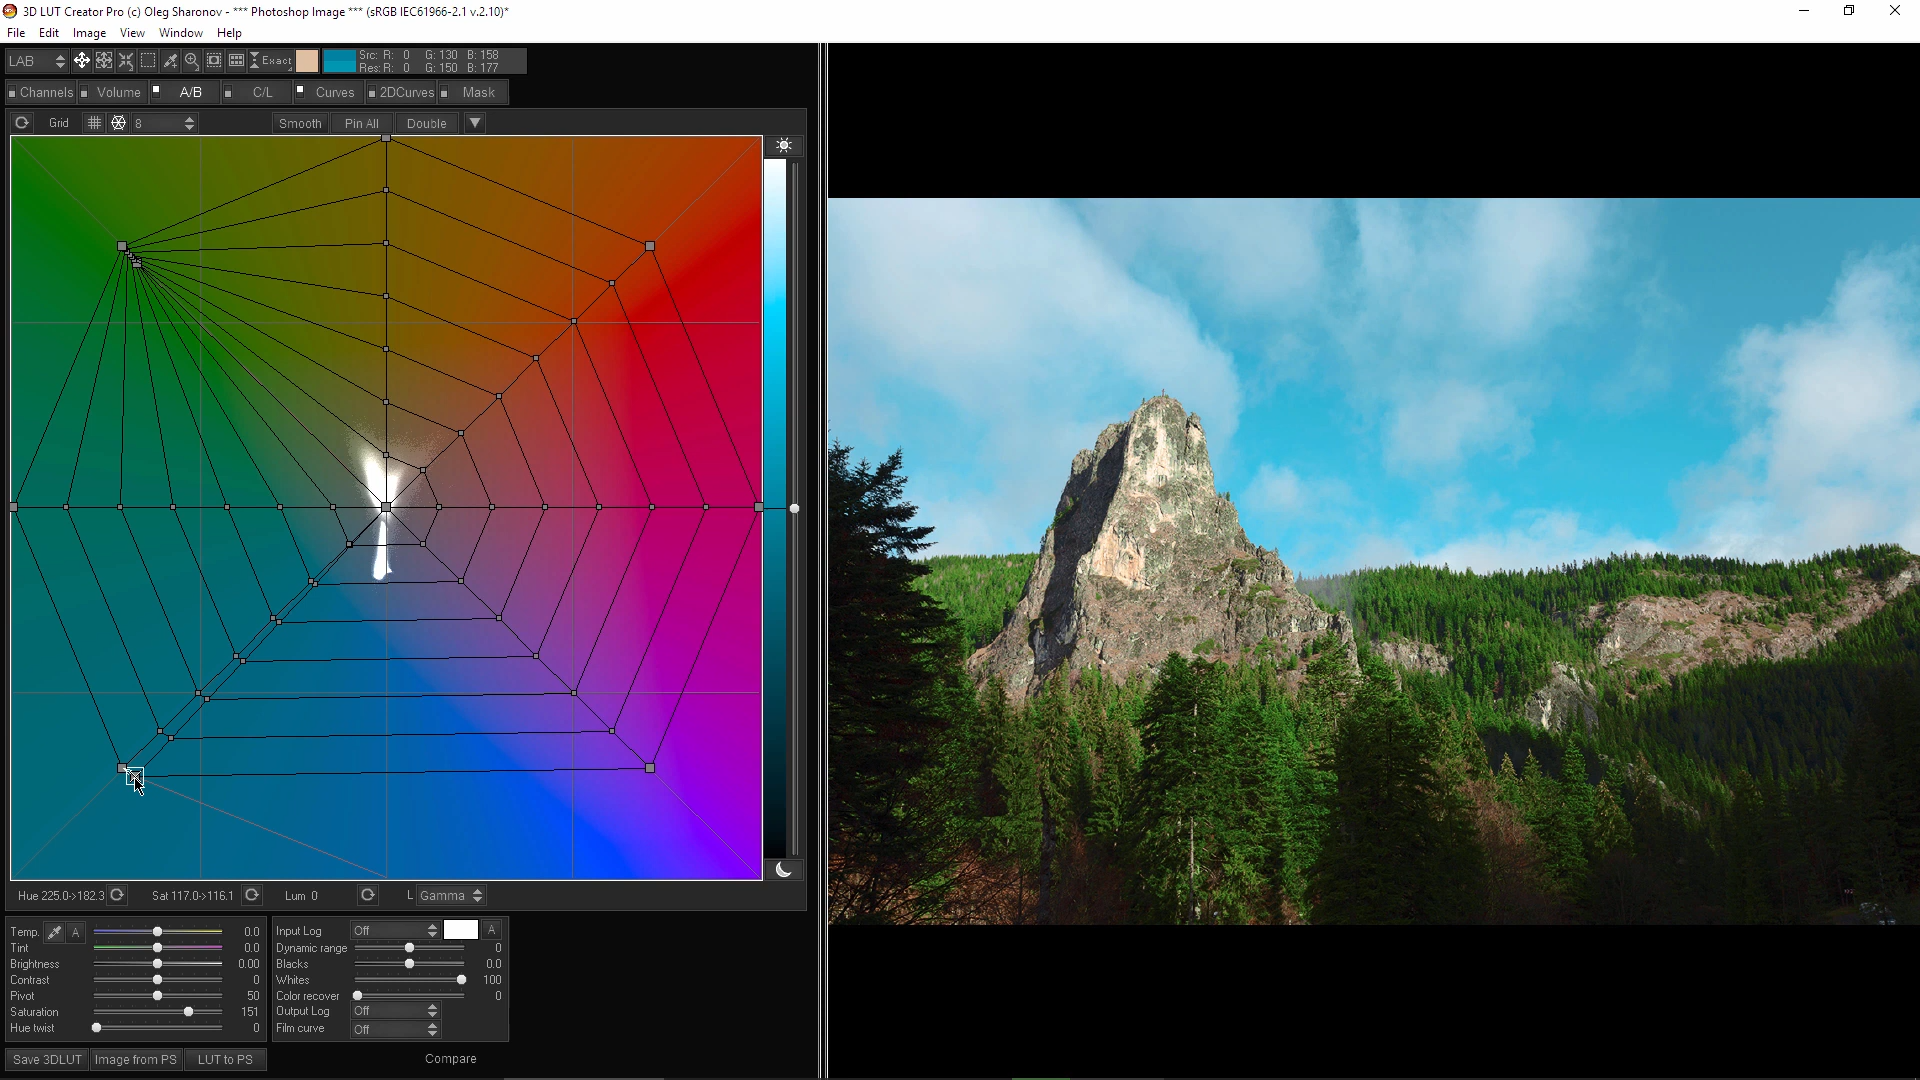 3D LUT Creator Pro (c) Oleg Sharonov - *** Photoshop Image *** (sRGB IEC61966-2.1 v.2.10)*
File Edit Image View Window Help
LAB Exact Src: R: 0 G: 130 B: 158
Res: R: 0 G: 150 B: 177
Channels Volume A/B C/L Curves 2DCurves Mask
Grid 8 Smooth Pin All Double
Hue 225.0->182.3 Sat 117.0->116.1 Lum 0 L Gamma
Temp. A 0.0 Input Log Off A
Tint 0.0 Dynamic range 0
Brightness 0.00 Blacks 0.0
Contrast 0 Whites 100
Pivot 50 Color recover 0
Saturation 151 Output Log Off
Hue twist 0 Film curve Off
Save 3DLUT Image from PS LUT to PS Compare